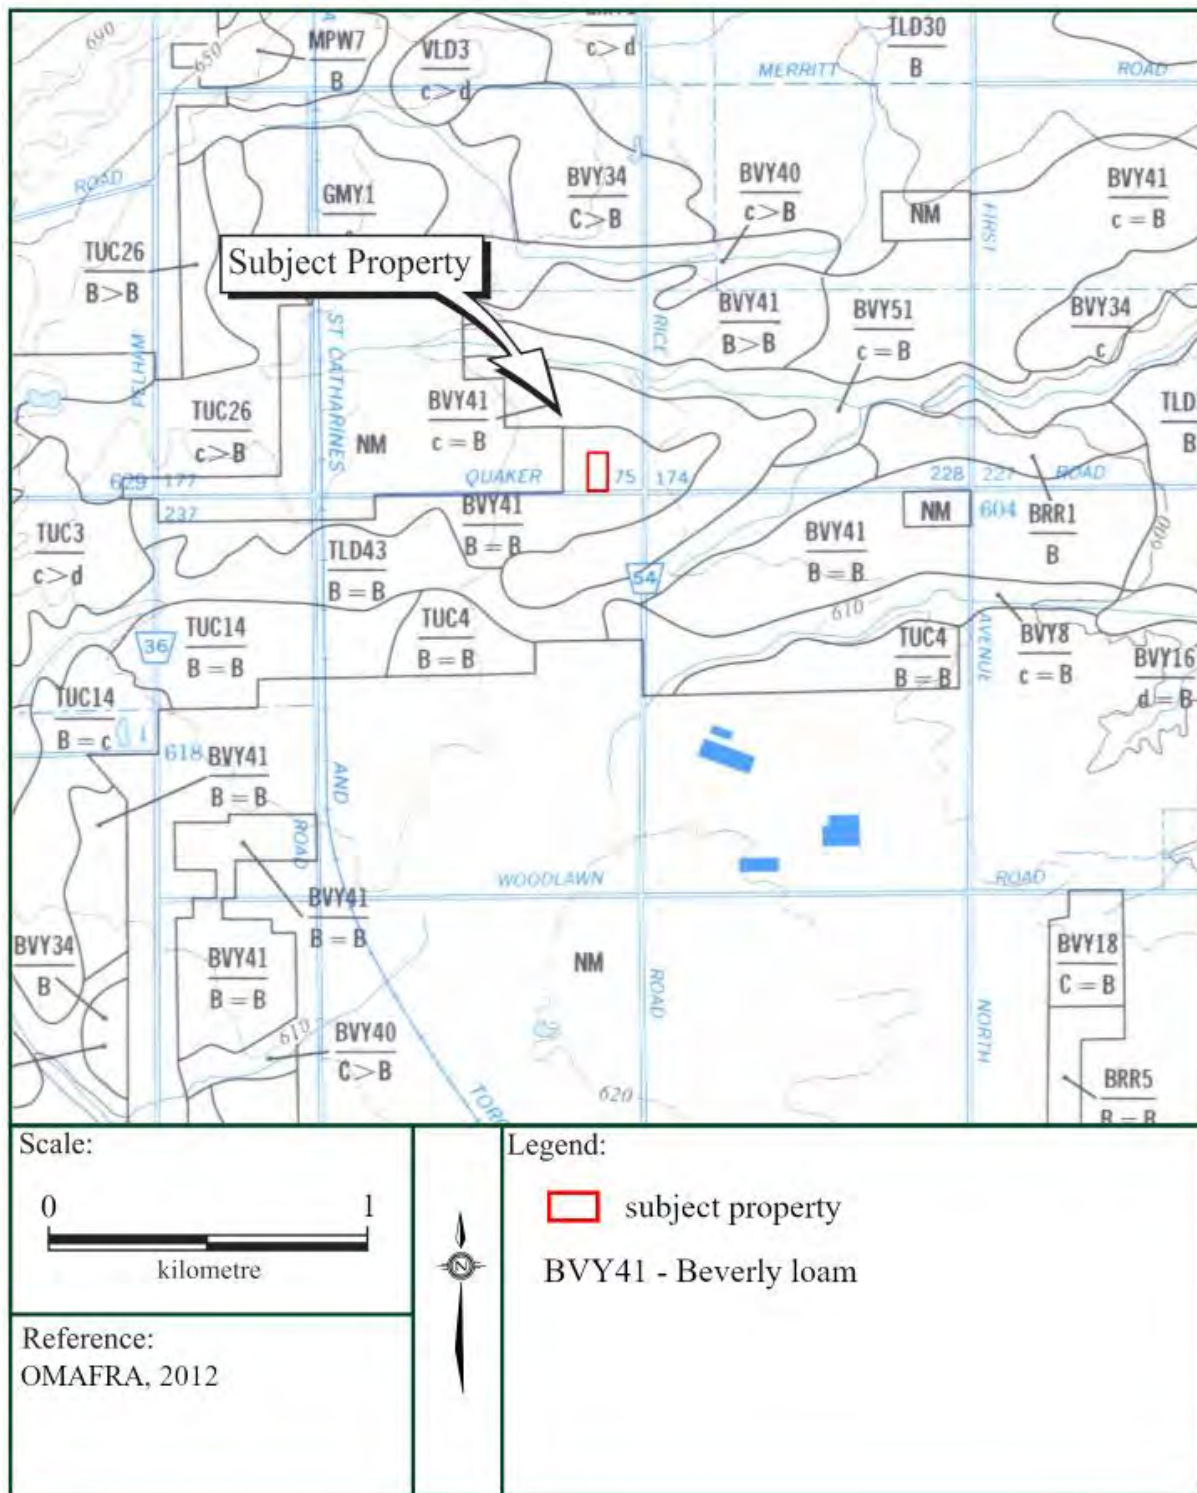 690
650
MPW7
B
VLD3
c>d
c>d
TLD30
B
MERRITT
ROAD
ROAD
GMY1
BVY34
C>B
BVY40
c>B
NM
FIRST
BVY41
c=B
TUC26
B>B
Subject Property
PELHAM
ST CATHARINES
RICE
BVY41
B>B
BVY51
c=B
BVY34
c
TUC26
c>B
NM
BVY41
c=B
TLD
B
QUAKER
75
174
228
227
ROAD
629
177
237
BVY41
B=B
NM
604
BRR1
B
600
TUC3
c>d
TLD43
B=B
54
BVY41
B=B
610
36
TUC14
B=B
TUC4
B=B
TUC4
B=B
AVENUE
BVY8
c=B
BVY16
d=B
TUC14
B=c
618
BVY41
B=B
AND
ROAD
WOODLAWN
ROAD
BVY41
B=B
BVY34
B
BVY41
B=B
NM
ROAD
BVY18
C=B
610
BVY40
C>B
NORTH
620
BRR5
B=B
Scale:
0 1
kilometre
N
Legend:
subject property
BVY41 - Beverly loam
Reference:
OMAFRA, 2012